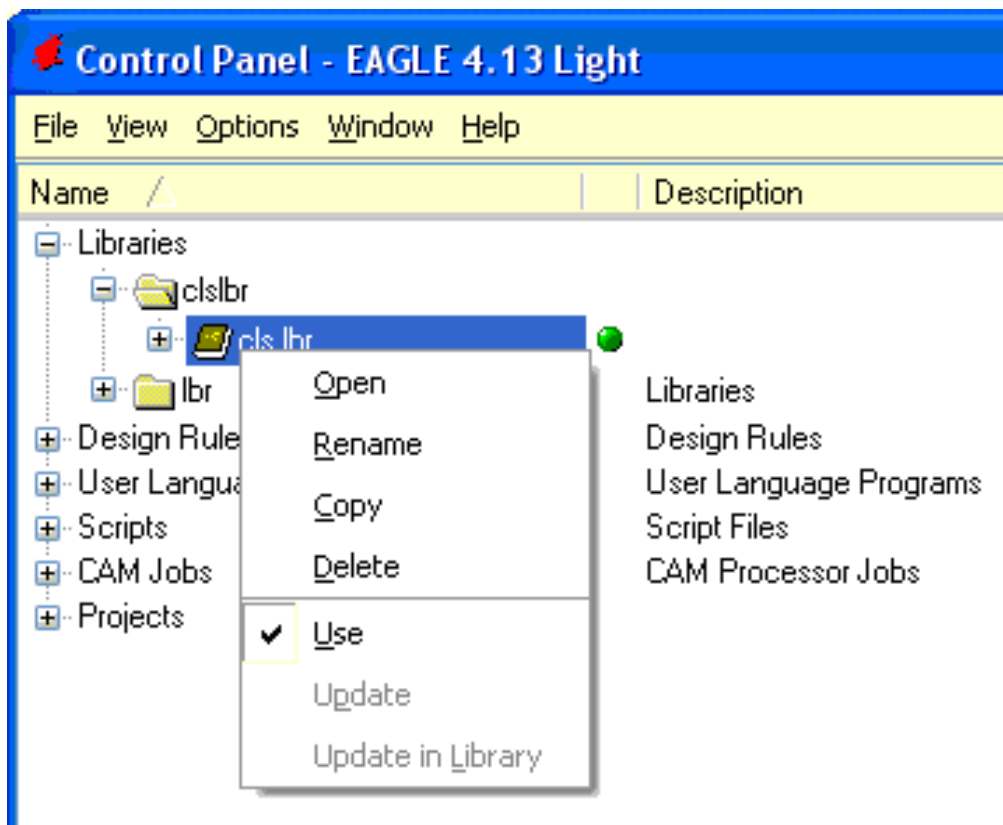 Control Panel - EAGLE 4.13 Light
File View Options Window Help
Name Description
Libraries
clslbr
cls.lbr
Open
lbr Libraries
Rename
Design Rule Design Rules
User Langua User Language Programs
Copy
Scripts Script Files
Delete
CAM Jobs CAM Processor Jobs
Projects
Use
Update
Update in Library